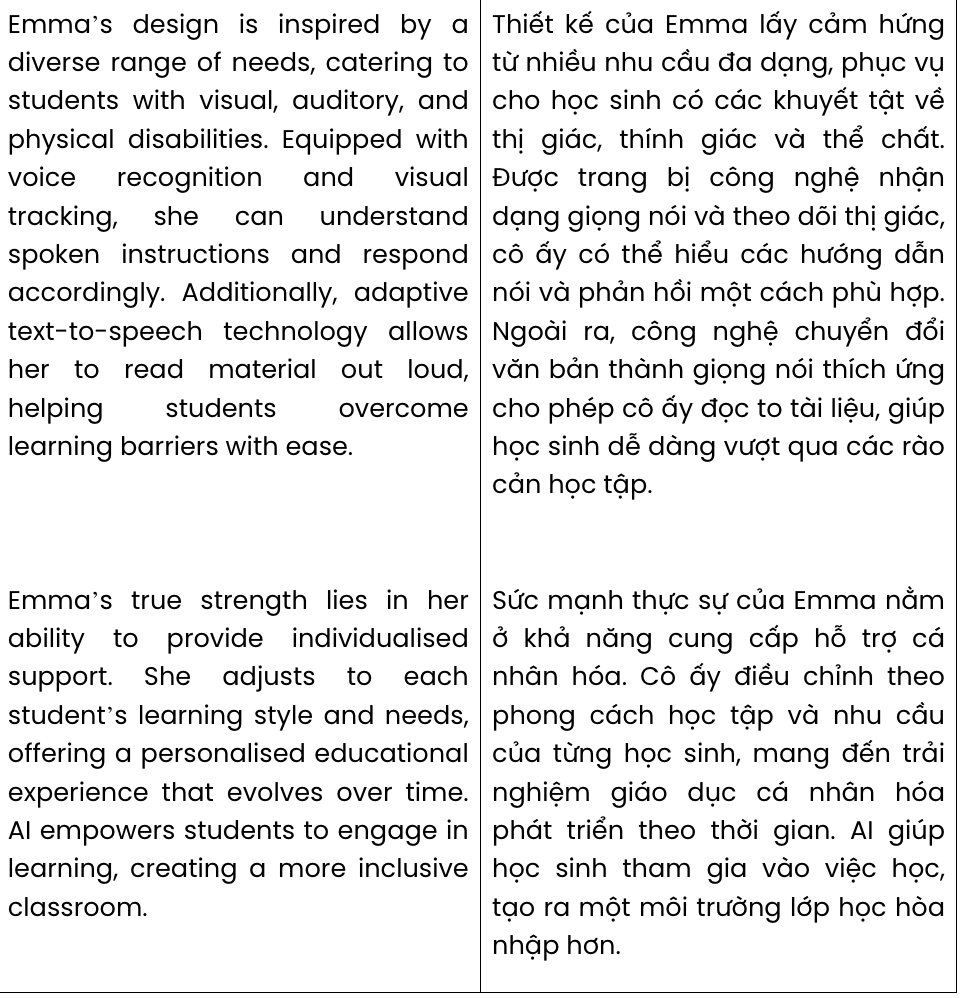 Emma’s design is inspired by a
diverse range of needs, catering to
students with visual, auditory, and
physical disabilities. Equipped with
voice recognition and visual
tracking, she can understand
spoken instructions and respond
accordingly. Additionally, adaptive
text-to-speech technology allows
her to read material out loud,
helping students overcome
learning barriers with ease.
Emma’s true strength lies in her
ability to provide individualised
support. She adjusts to each
student’s learning style and needs,
offering a personalised educational
experience that evolves over time.
AI empowers students to engage in
learning, creating a more inclusive
classroom.
Thiết kế của Emma lấy cảm hứng
từ nhiều nhu cầu đa dạng, phục vụ
cho học sinh có các khuyết tật về
thị giác, thính giác và thể chất.
Được trang bị công nghệ nhận
dạng giọng nói và theo dõi thị giác,
cô ấy có thể hiểu các hướng dẫn
nói và phản hồi một cách phù hợp.
Ngoài ra, công nghệ chuyển đổi
văn bản thành giọng nói thích ứng
cho phép cô ấy đọc to tài liệu, giúp
học sinh dễ dàng vượt qua các rào
cản học tập.
Sức mạnh thực sự của Emma nằm
ở khả năng cung cấp hỗ trợ cá
nhân hóa. Cô ấy điều chỉnh theo
phong cách học tập và nhu cầu
của từng học sinh, mang đến trải
nghiệm giáo dục cá nhân hóa
phát triển theo thời gian. AI giúp
học sinh tham gia vào việc học,
tạo ra một môi trường lớp học hòa
nhập hơn.